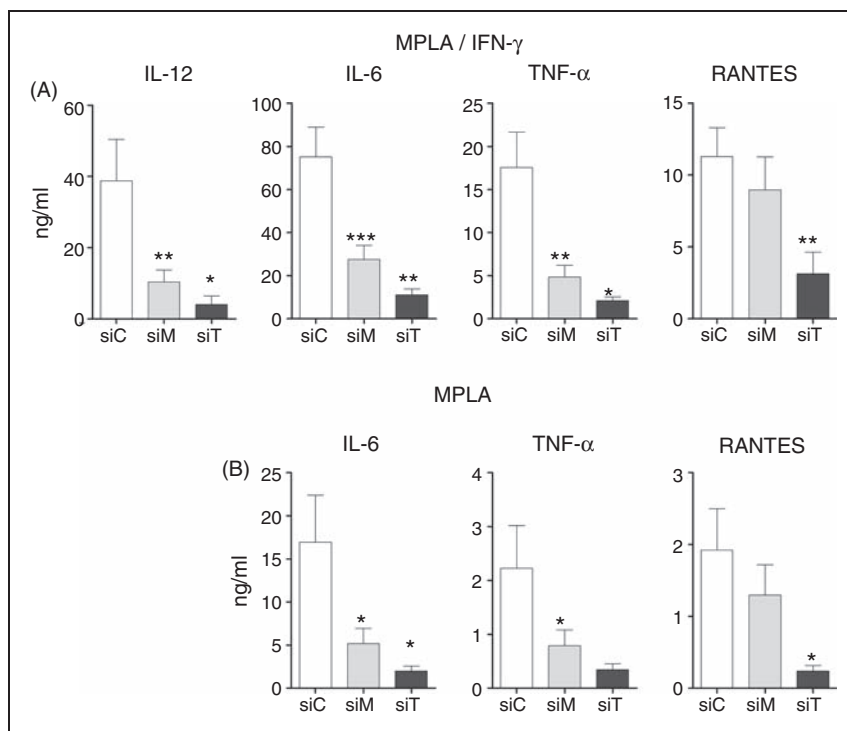 MPLA / IFN-γ
(A)
IL-12
60
40
20
0
ng/ml
**
*
siC siM siT
IL-6
100
80
60
40
20
0
***
**
siC siM siT
TNF-α
25
20
15
10
5
0
**
*
siC siM siT
RANTES
15
10
5
0
**
siC siM siT
MPLA
(B)
IL-6
25
20
15
10
5
0
ng/ml
*
*
siC siM siT
TNF-α
4
3
2
1
0
*
siC siM siT
RANTES
3
2
1
0
*
siC siM siT